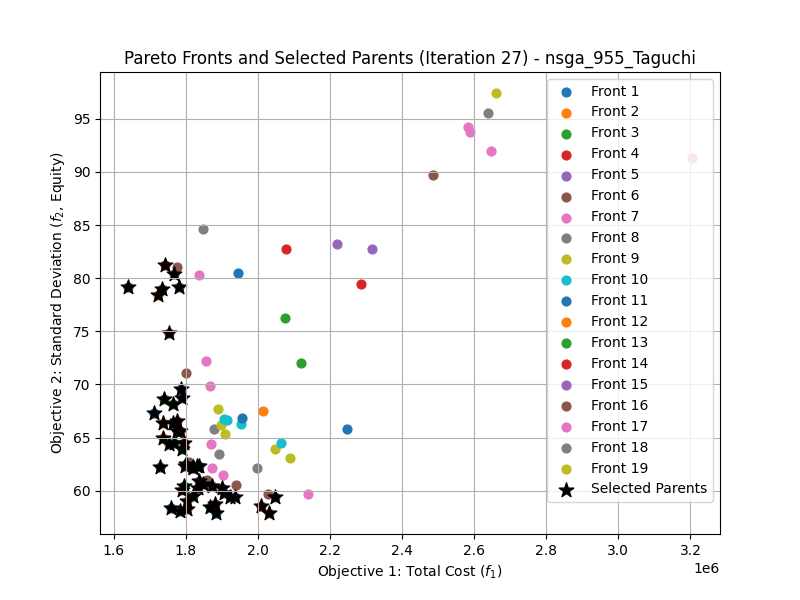 Pareto Fronts and Selected Parents (Iteration 27) - nsga_955_Taguchi
Objective 2: Standard Deviation (f₂, Equity)
95
90
85
80
75
70
65
60
Front 1
Front 2
Front 3
Front 4
Front 5
Front 6
Front 7
Front 8
Front 9
Front 10
Front 11
Front 12
Front 13
Front 14
Front 15
Front 16
Front 17
Front 18
Front 19
Selected Parents
1.6 1.8 2.0 2.2 2.4 2.6 2.8 3.0 3.2
1e6
Objective 1: Total Cost (f₁)